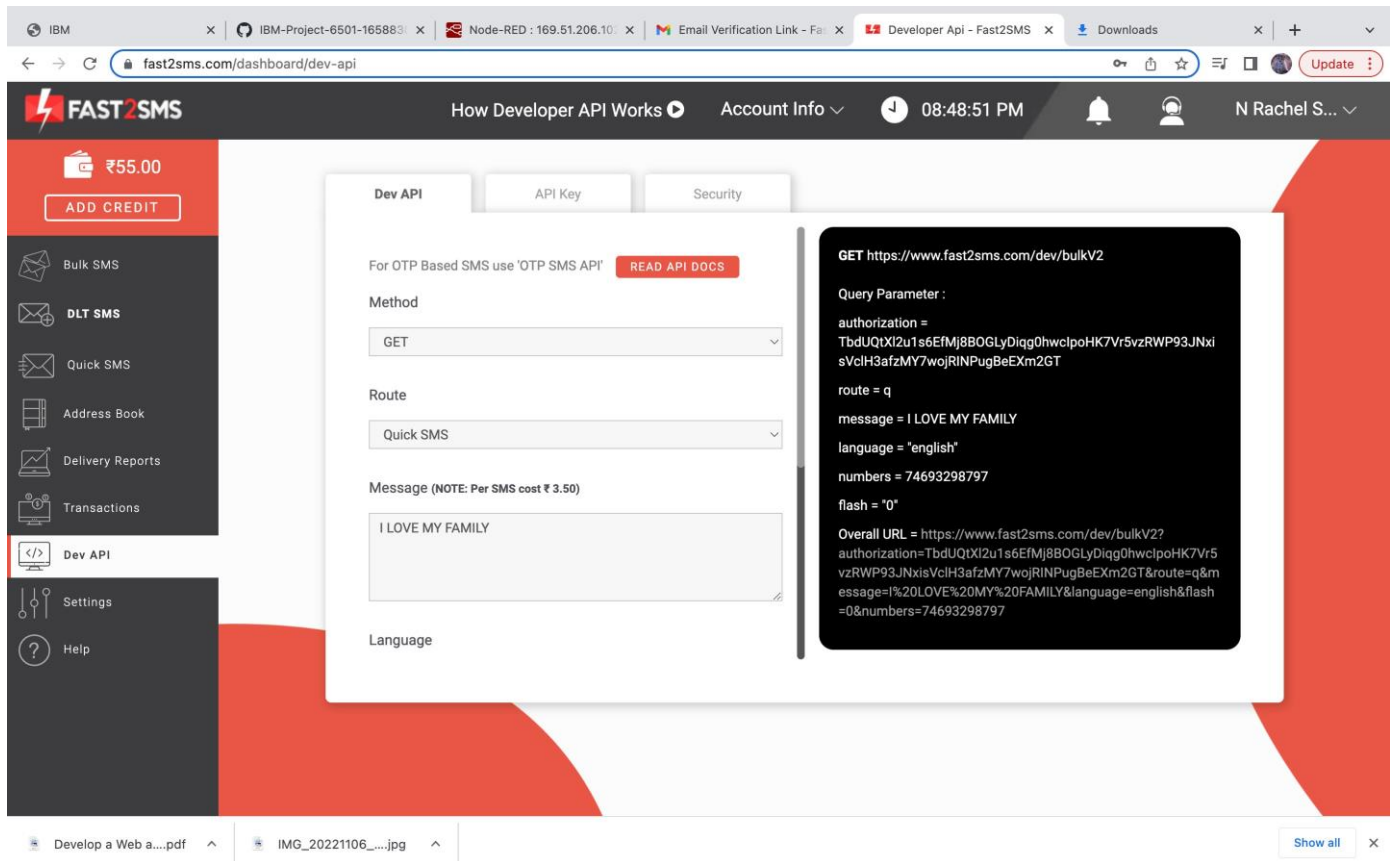 IBM
IBM-Project-6501-165883
Node-RED : 169.51.206.10
Email Verification Link - Fa
Developer Api - Fast2SMS
Downloads
fast2sms.com/dashboard/dev-api
Update
FAST2SMS
How Developer API Works
Account Info
08:48:51 PM
N Rachel S...
₹55.00
ADD CREDIT
Bulk SMS
DLT SMS
Quick SMS
Address Book
Delivery Reports
Transactions
Dev API
Settings
Help
Dev API
API Key
Security
For OTP Based SMS use 'OTP SMS API'
READ API DOCS
Method
GET
Route
Quick SMS
Message (NOTE: Per SMS cost ₹ 3.50)
I LOVE MY FAMILY
Language
GET https://www.fast2sms.com/dev/bulkV2
Query Parameter :
authorization =
route = q
message = I LOVE MY FAMILY
language = "english"
numbers = 74693298797
flash = "0"
Overall URL = https://www.fast2sms.com/dev/bulkV2?
authorization=
&route=q&m
essage=I%20LOVE%20MY%20FAMILY&language=english&flash
=0&numbers=74693298797
Develop a Web a....pdf
IMG_20221106_....jpg
Show all